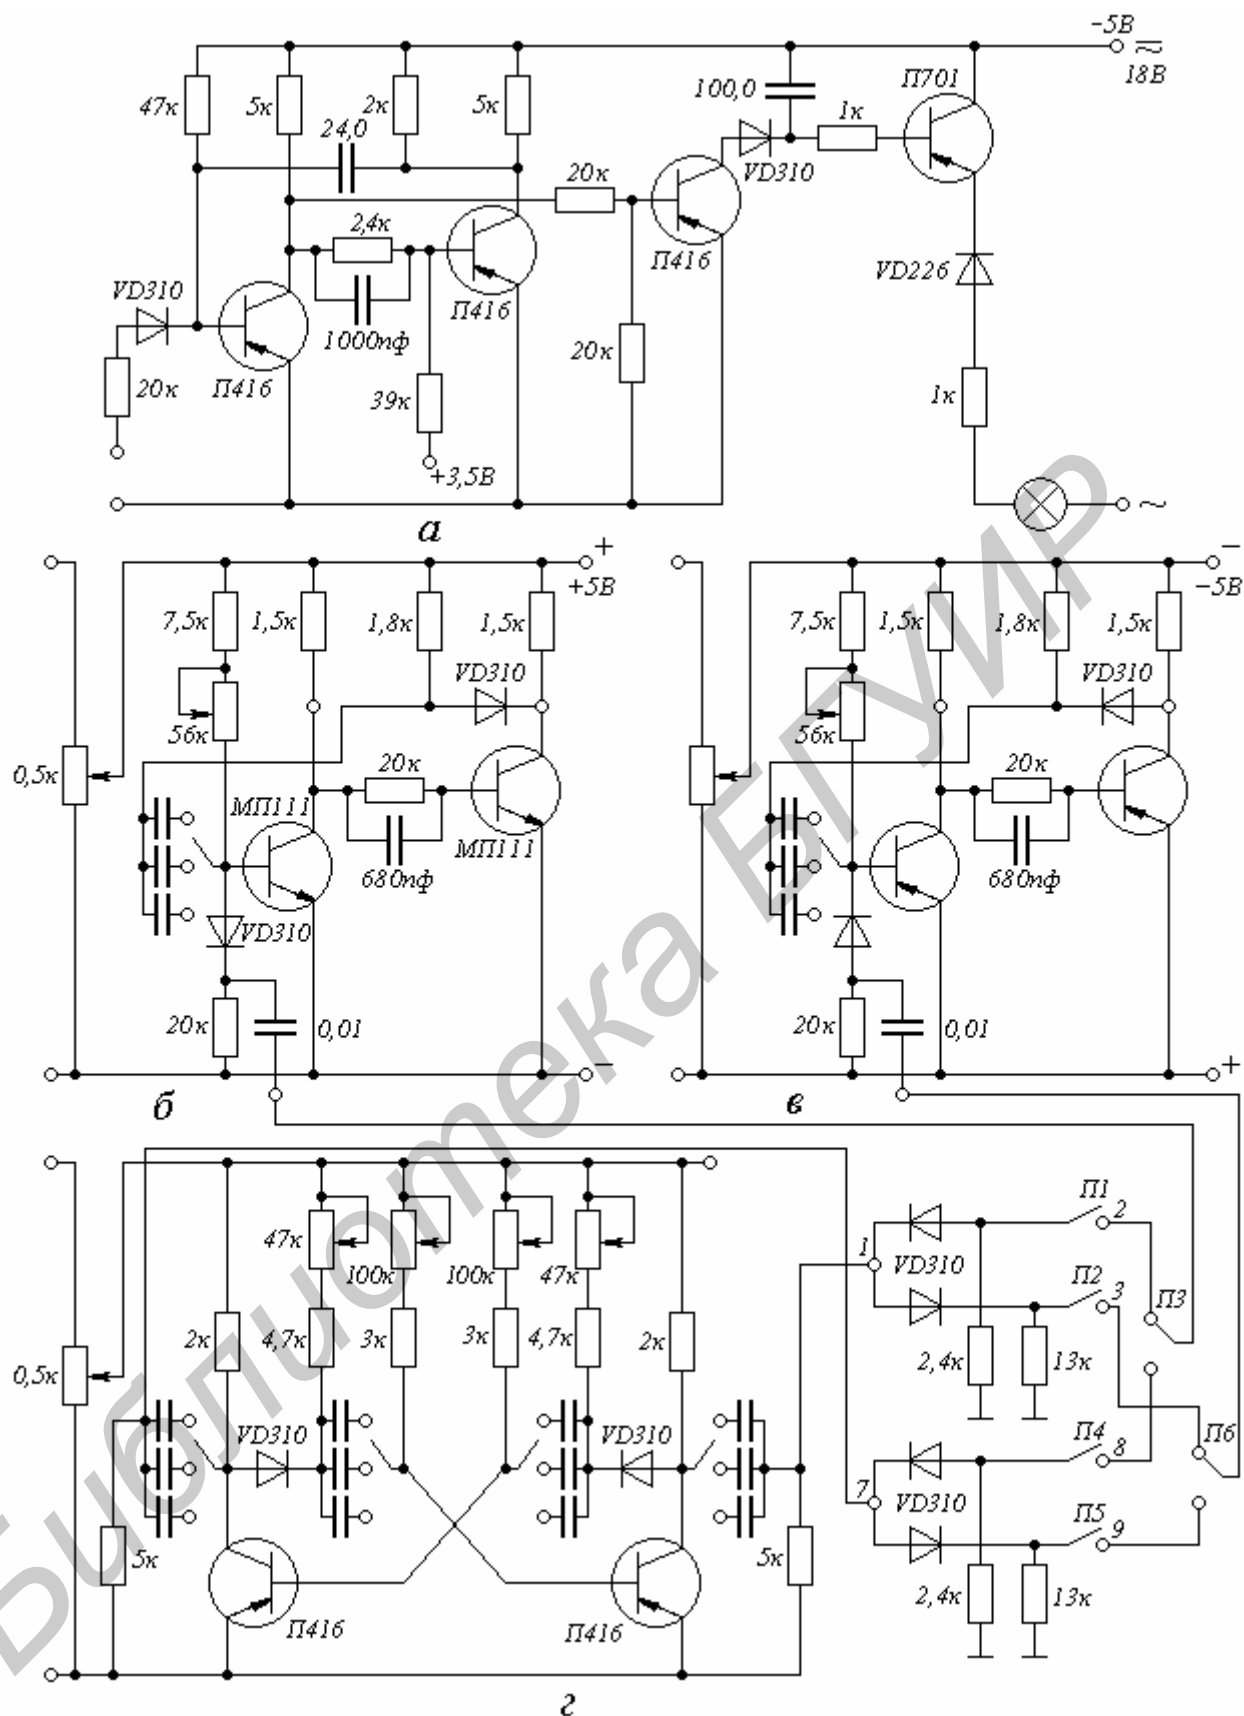 −5В
≂
18В
47к
5к
2к
5к
100,0
П701
24,0
1к
VD310
20к
2,4к
П416
VD226
VD310
П416
1000пф
20к
20к
П416
39к
1к
+3,5В
~
а
+
+5В
−
−5В
7,5к
1,5к
1,8к
1,5к
7,5к
1,5к
1,8к
1,5к
VD310
VD310
56к
56к
0,5к
20к
20к
МП111
МП111
680пф
680пф
VD310
20к
0,01
20к
0,01
−
+
б
в
П1
2
47к
100к
100к
47к
1
VD310
П2
3
П3
2к
4,7к
3к
3к
4,7к
2к
0,5к
2,4к
13к
VD310
VD310
П4
8
П6
7
VD310
П5
9
5к
5к
П416
П416
2,4к
13к
г
Библиотека БГУИР